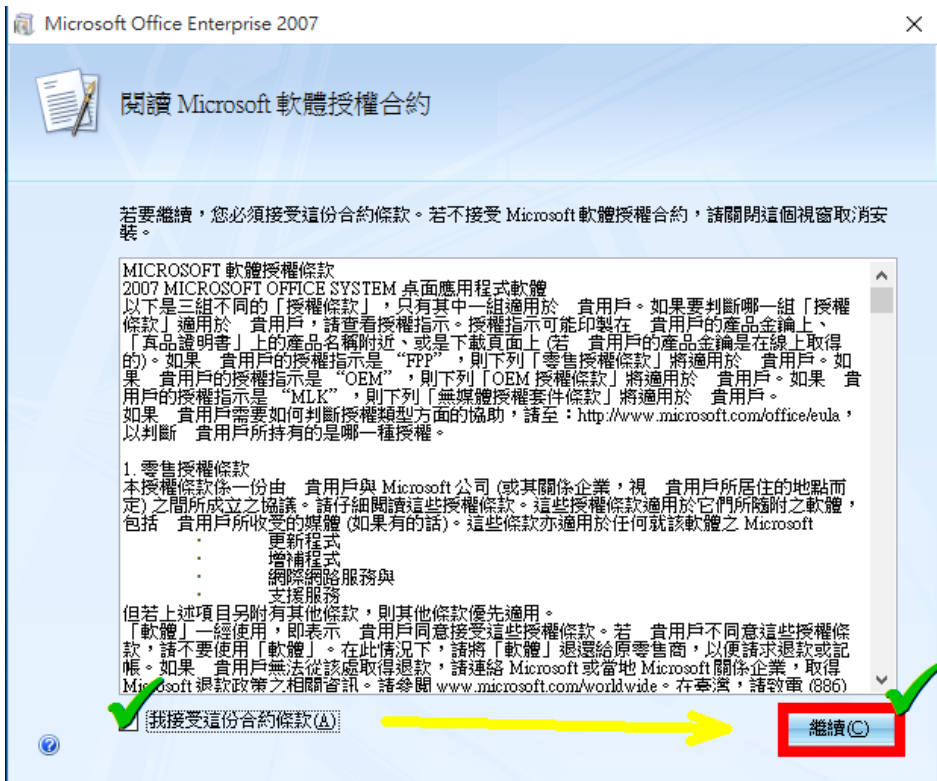 Microsoft Office Enterprise 2007
閱讀 Microsoft 軟體授權合約
若要繼續，您必須接受這份合約條款。若不接受 Microsoft 軟體授權合約，請關閉這個視窗取消安
裝。
MICROSOFT 軟體授權條款
2007 MICROSOFT OFFICE SYSTEM 桌面應用程式軟體
以下是三組不同的「授權條款」，只有其中一組適用於　貴用戶。如果要判斷哪一組「授權
條款」適用於　貴用戶，請查看授權指示。授權指示可能印製在　貴用戶的產品金鑰上、
「真品證明書」上的產品名稱附近、或是下載頁面上 (若　貴用戶的產品金鑰是在線上取得
的)。如果　貴用戶的授權指示是 “FPP”，則下列「零售授權條款」將適用於　貴用戶。如
果　貴用戶的授權指示是 “OEM”，則下列「OEM 授權條款」將適用於　貴用戶。如果　貴
用戶的授權指示是 “MLK”，則下列「無媒體授權套件條款」將適用於　貴用戶。
如果　貴用戶需要如何判斷授權類型方面的協助，請至：http://www.microsoft.com/office/eula，
以判斷　貴用戶所持有的是哪一種授權。
1. 零售授權條款
本授權條款係一份由　貴用戶與 Microsoft 公司 (或其關係企業，視　貴用戶所居住的地點而
定) 之間所成立之協議。請仔細閱讀這些授權條款。這些授權條款適用於它們所隨附之軟體，
包括　貴用戶所收受的媒體 (如果有的話)。這些條款亦適用於任何就該軟體之 Microsoft
· 更新程式
· 增補程式
· 網際網路服務與
· 支援服務
但若上述項目另附有其他條款，則其他條款優先適用。
「軟體」一經使用，即表示　貴用戶同意接受這些授權條款。若　貴用戶不同意這些授權條
款，請不要使用「軟體」。在此情況下，請將「軟體」退還給原零售商，以便請求退款或記
帳。如果　貴用戶無法從該處取得退款，請連絡 Microsoft 或當地 Microsoft 關係企業，取得
Microsoft 退款政策之相關資訊。請參閱 www.microsoft.com/worldwide。在臺灣，請致電 (886)
我接受這份合約條款(A)
繼續(C)